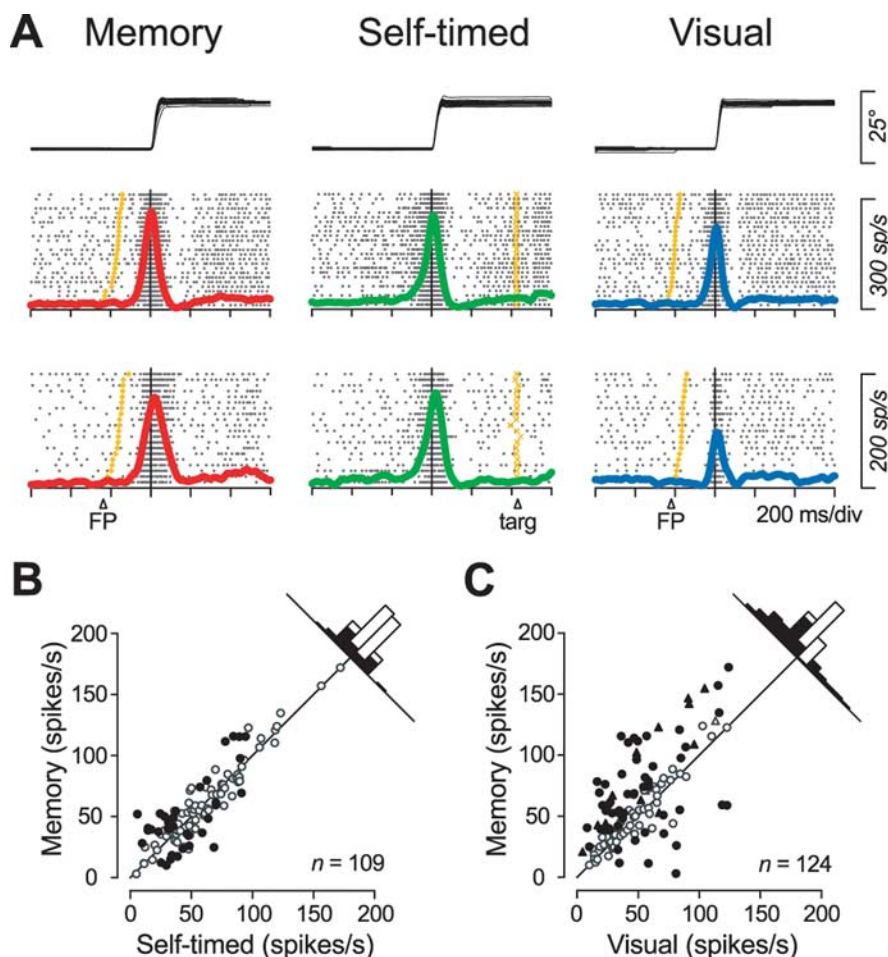 A
Memory Self-timed Visual
25°
300 sp/s
200 sp/s
FP targ FP 200 ms/div
B
200
150
100
50
0
Memory (spikes/s)
n = 109
0 50 100 150 200
Self-timed (spikes/s)
C
200
150
100
50
0
Memory (spikes/s)
n = 124
0 50 100 150 200
Visual (spikes/s)